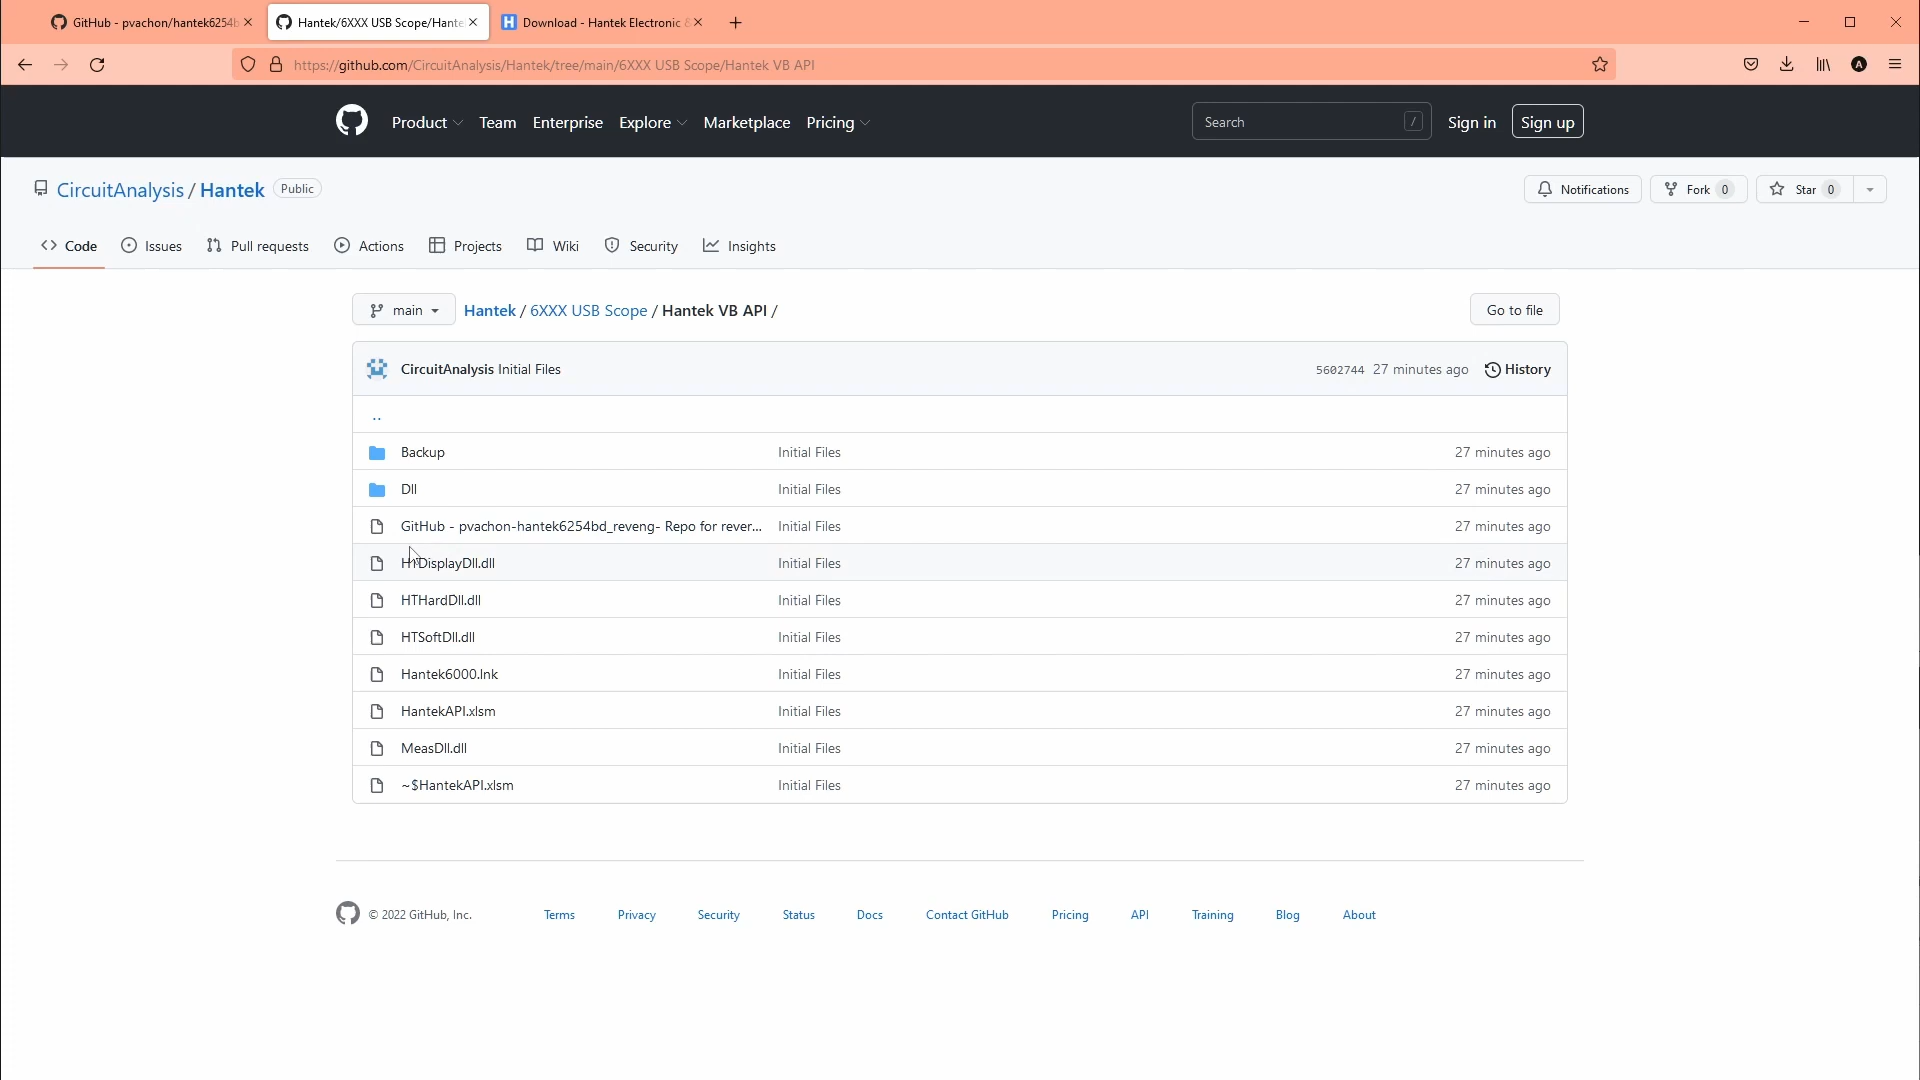 GitHub - pvachon/hantek6254b
Hantek/6XXX USB Scope/Hante
H Download - Hantek Electronic
https://github.com/CircuitAnalysis/Hantek/tree/main/6XXX USB Scope/Hantek VB API
A
Product Team Enterprise Explore Marketplace Pricing
Search /
Sign in
Sign up
CircuitAnalysis / Hantek Public
Notifications Fork 0 Star 0
Code Issues Pull requests Actions Projects Wiki Security Insights
main Hantek / 6XXX USB Scope / Hantek VB API / Go to file
CircuitAnalysis Initial Files 5602744 27 minutes ago History
..
Backup Initial Files 27 minutes ago
Dll Initial Files 27 minutes ago
GitHub - pvachon-hantek6254bd_reveng- Repo for rever... Initial Files 27 minutes ago
HTDisplayDll.dll Initial Files 27 minutes ago
HTHardDll.dll Initial Files 27 minutes ago
HTSoftDll.dll Initial Files 27 minutes ago
Hantek6000.lnk Initial Files 27 minutes ago
HantekAPI.xlsm Initial Files 27 minutes ago
MeasDll.dll Initial Files 27 minutes ago
~$HantekAPI.xlsm Initial Files 27 minutes ago
© 2022 GitHub, Inc. Terms Privacy Security Status Docs Contact GitHub Pricing API Training Blog About